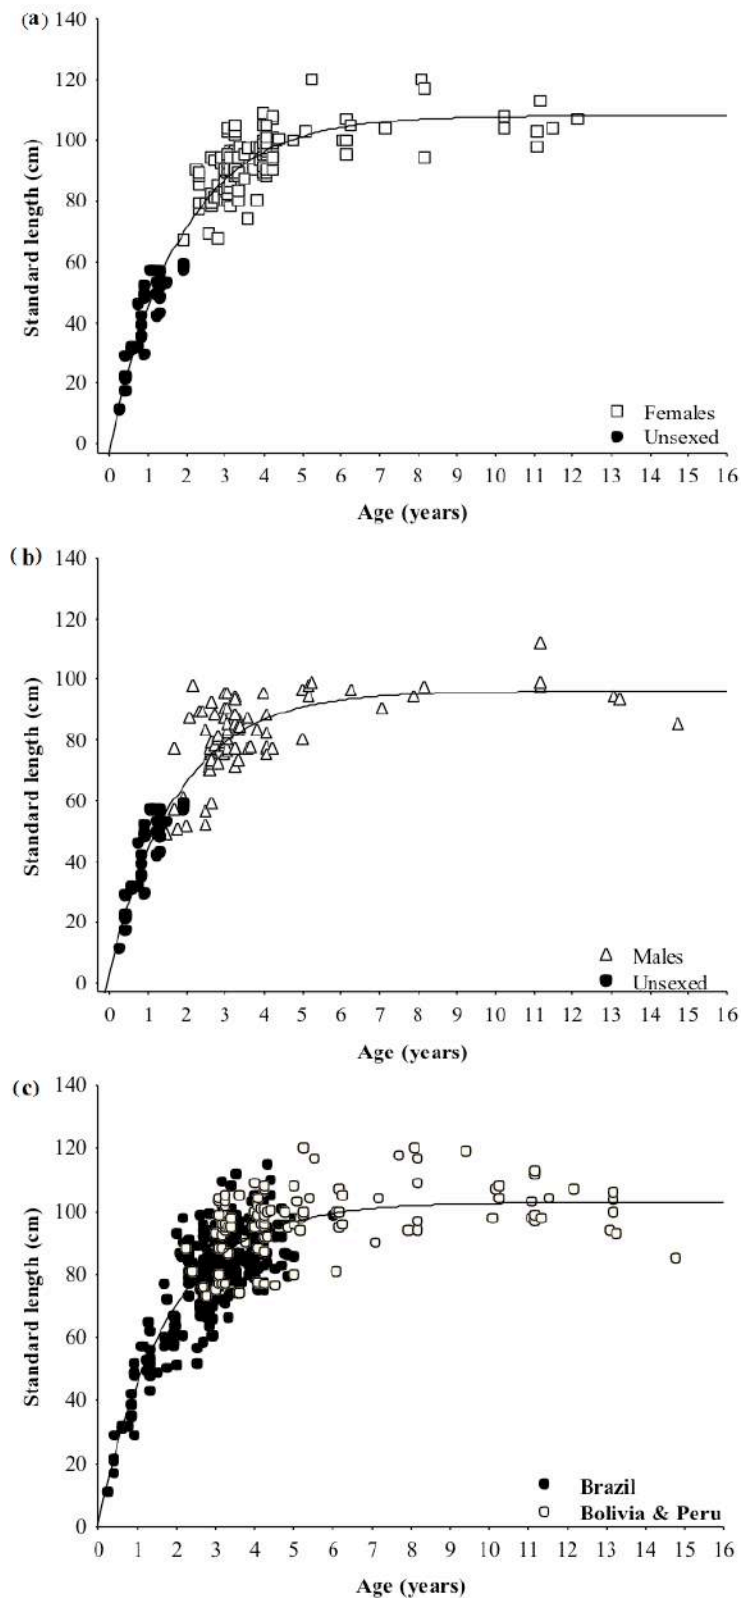 (a)
140
120
100
80
60
40
20
0
Standard length (cm)
Females
Unsexed
0 1 2 3 4 5 6 7 8 9 10 11 12 13 14 15 16
Age (years)
(b)
140
120
100
80
60
40
20
0
Standard length (cm)
Males
Unsexed
0 1 2 3 4 5 6 7 8 9 10 11 12 13 14 15 16
Age (years)
(c)
140
120
100
80
60
40
20
0
Standard length (cm)
Brazil
Bolivia & Peru
0 1 2 3 4 5 6 7 8 9 10 11 12 13 14 15 16
Age (years)